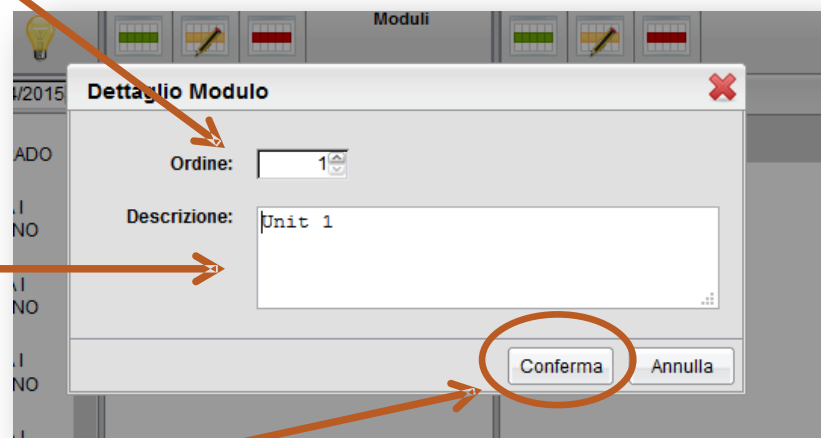 Moduli
4/2015
Dettaglio Modulo
ADO
Ordine: 1
I
NO
Descrizione: Unit 1
I
NO
I
NO
Conferma Annulla